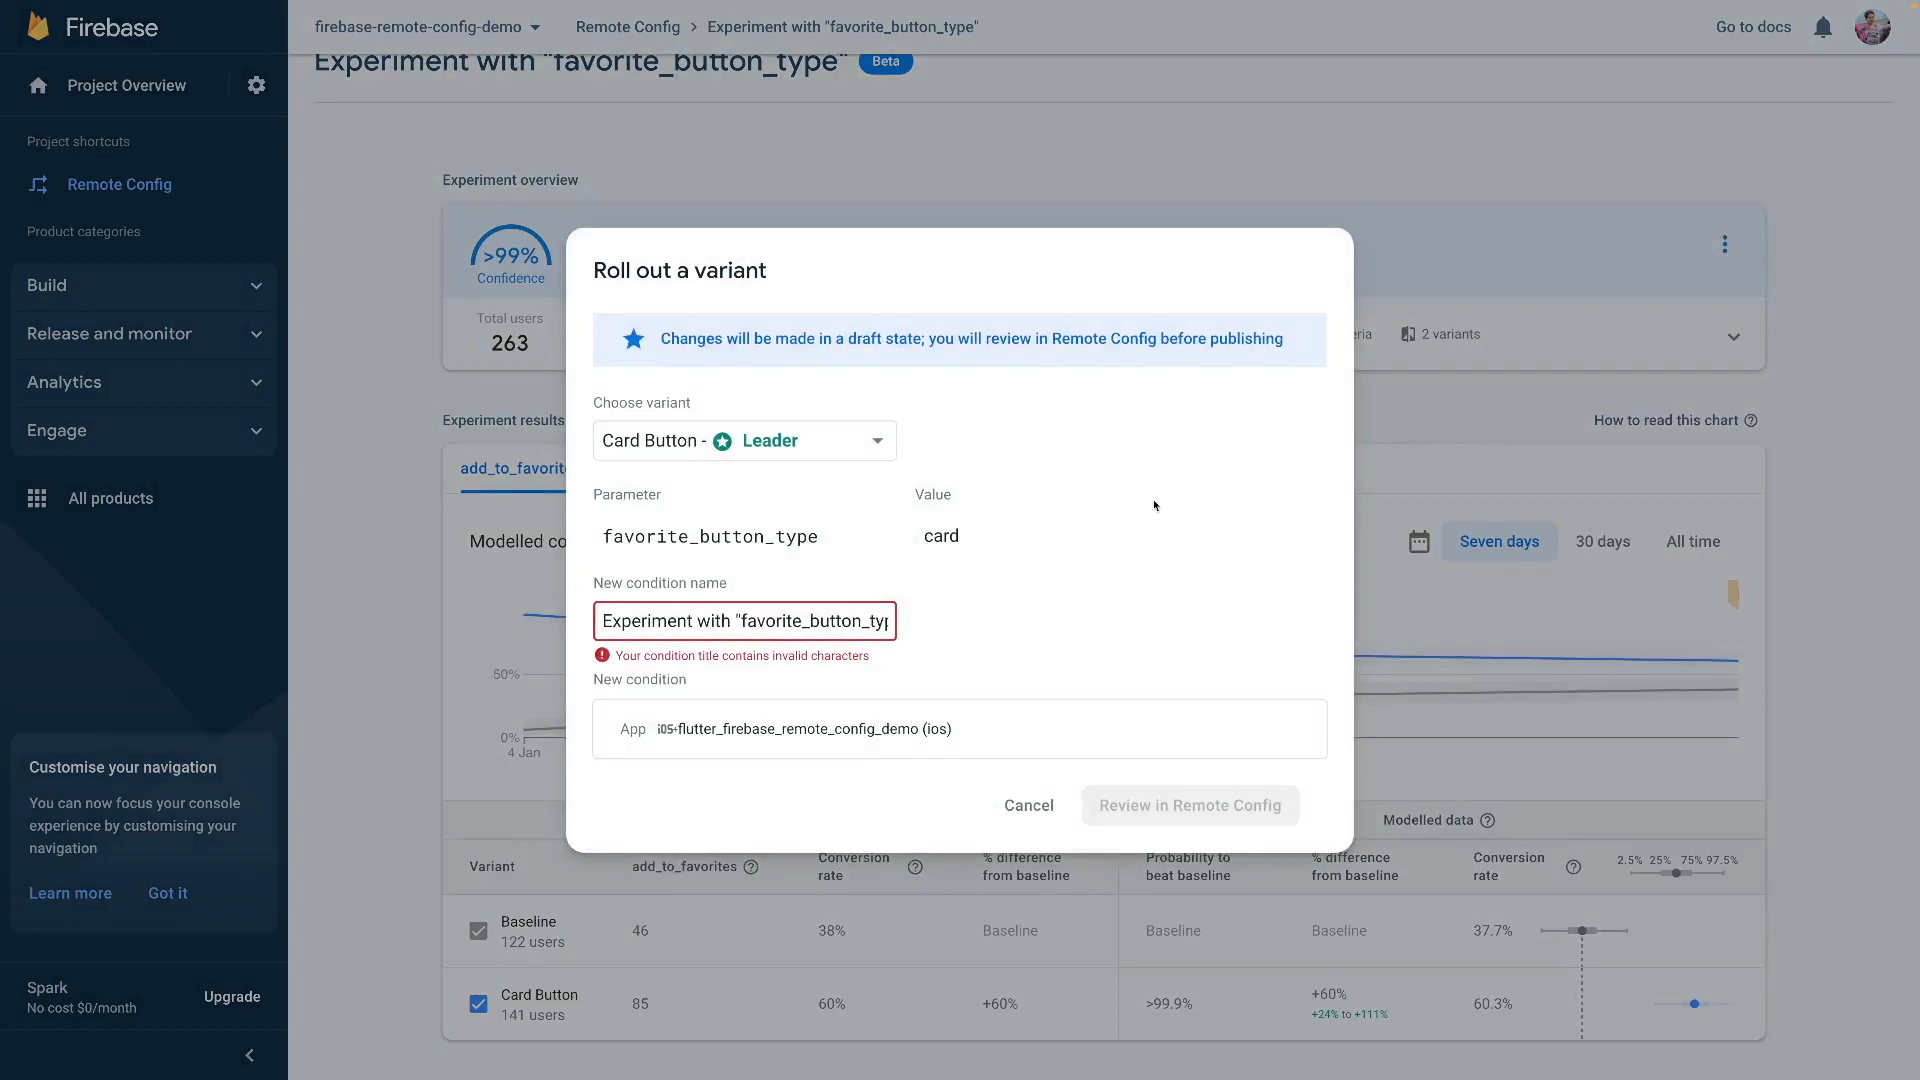 Firebase
firebase-remote-config-demo
Remote Config > Experiment with "favorite_button_type"
Go to docs
Experiment with "favorite_button_type" Beta
Project Overview
Project shortcuts
Remote Config
Product categories
Build
Release and monitor
Analytics
Engage
All products
Customise your navigation
You can now focus your console
experience by customising your
navigation
Learn more Got it
Spark
No cost $0/month
Upgrade
Experiment overview
>99%
Confidence
Total users
263
2 variants
Experiment results
How to read this chart
Seven days 30 days All time
50%
0%
4 Jan
Roll out a variant
Changes will be made in a draft state; you will review in Remote Config before publishing
Choose variant
Card Button - Leader
Parameter Value
favorite_button_type card
New condition name
Experiment with "favorite_button_typ
Your condition title contains invalid characters
New condition
App iOS+ flutter_firebase_remote_config_demo (ios)
Cancel Review in Remote Config
Modelled data
Variant
add_to_favorites
Conversion
rate
% difference
from baseline
Probability to
beat baseline
% difference
from baseline
Conversion
rate
2.5% 25% 75% 97.5%
Baseline
122 users
46 38% Baseline Baseline Baseline 37.7%
Card Button
141 users
85 60% +60% >99.9% +60%
+24% to +111%
60.3%